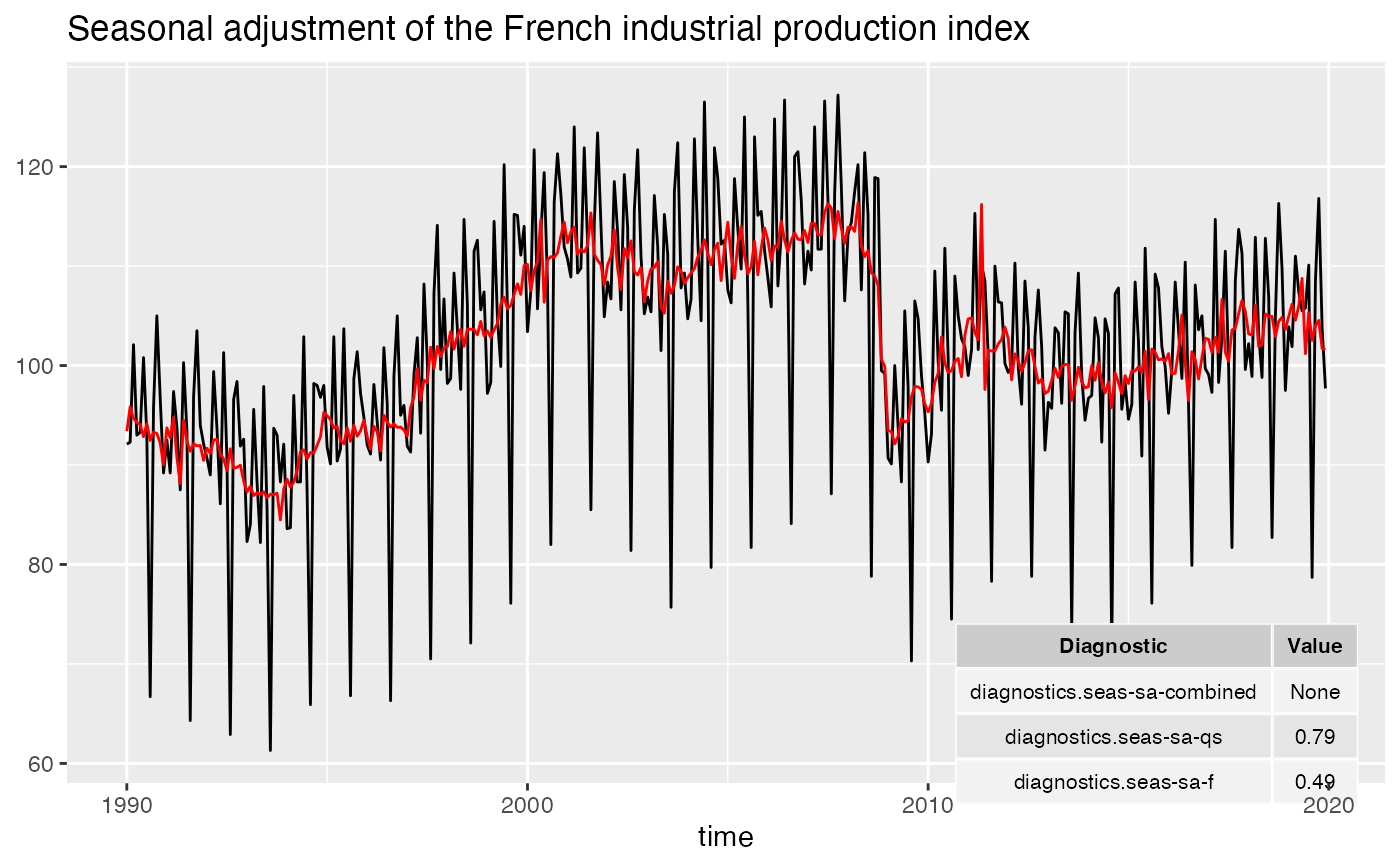 Seasonal adjustment of the French industrial production index
120
100
80
60
Diagnostic Value
diagnostics.seas-sa-combined None
diagnostics.seas-sa-qs 0.79
diagnostics.seas-sa-f 0.49
1990 2000 2010 2020
time